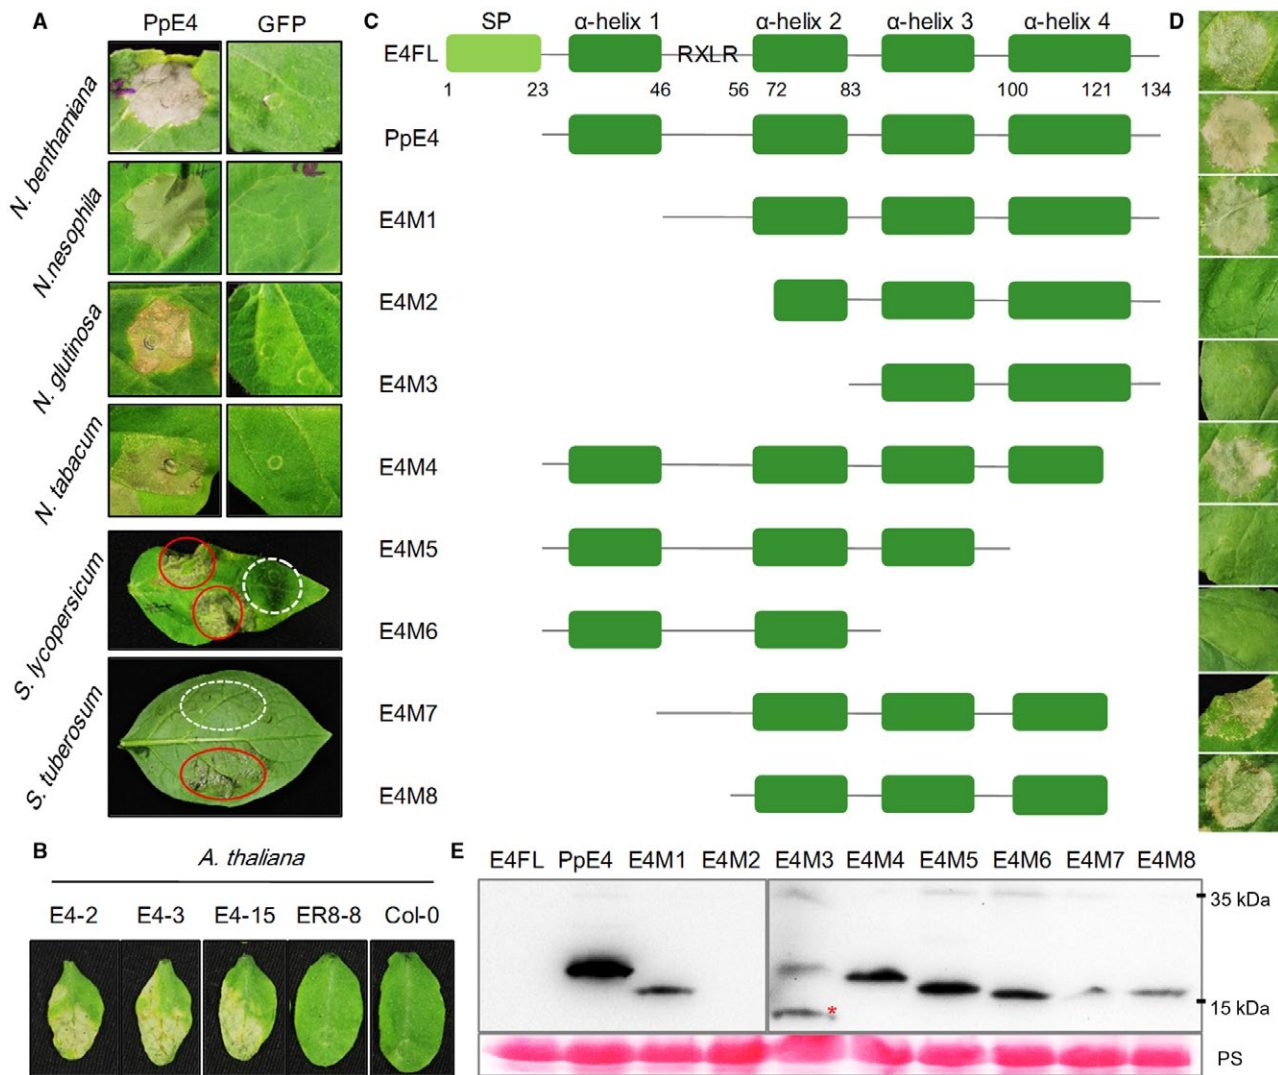 A
PpE4 GFP
N. benthamiana
N.nesophila
N. glutinosa
N. tabacum
S. lycopersicum
S. tuberosum
B
A. thaliana
E4-2 E4-3 E4-15 ER8-8 Col-0
C
SP α-helix 1 α-helix 2 α-helix 3 α-helix 4
E4FL RXLR
1 23 46 56 72 83 100 121 134
PpE4
E4M1
E4M2
E4M3
E4M4
E4M5
E4M6
E4M7
E4M8
D
E
E4FL PpE4 E4M1 E4M2 E4M3 E4M4 E4M5 E4M6 E4M7 E4M8
35 kDa
*
15 kDa
PS